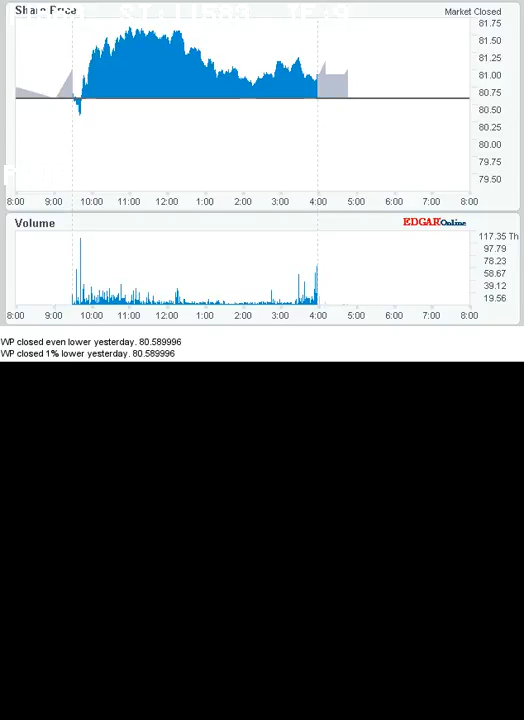 Share Price
Market Closed
81.75
81.50
81.25
81.00
80.75
80.50
80.25
80.00
79.75
79.50
8:00 9:00 10:00 11:00 12:00 1:00 2:00 3:00 4:00 5:00 6:00 7:00 8:00
Volume
EDGAR Online
117.35 Th
97.79
78.23
58.67
39.12
19.56
8:00 9:00 10:00 11:00 12:00 1:00 2:00 3:00 4:00 5:00 6:00 7:00 8:00
VVP closed even lower yesterday. 80.589996
VVP closed 1% lower yesterday. 80.589996